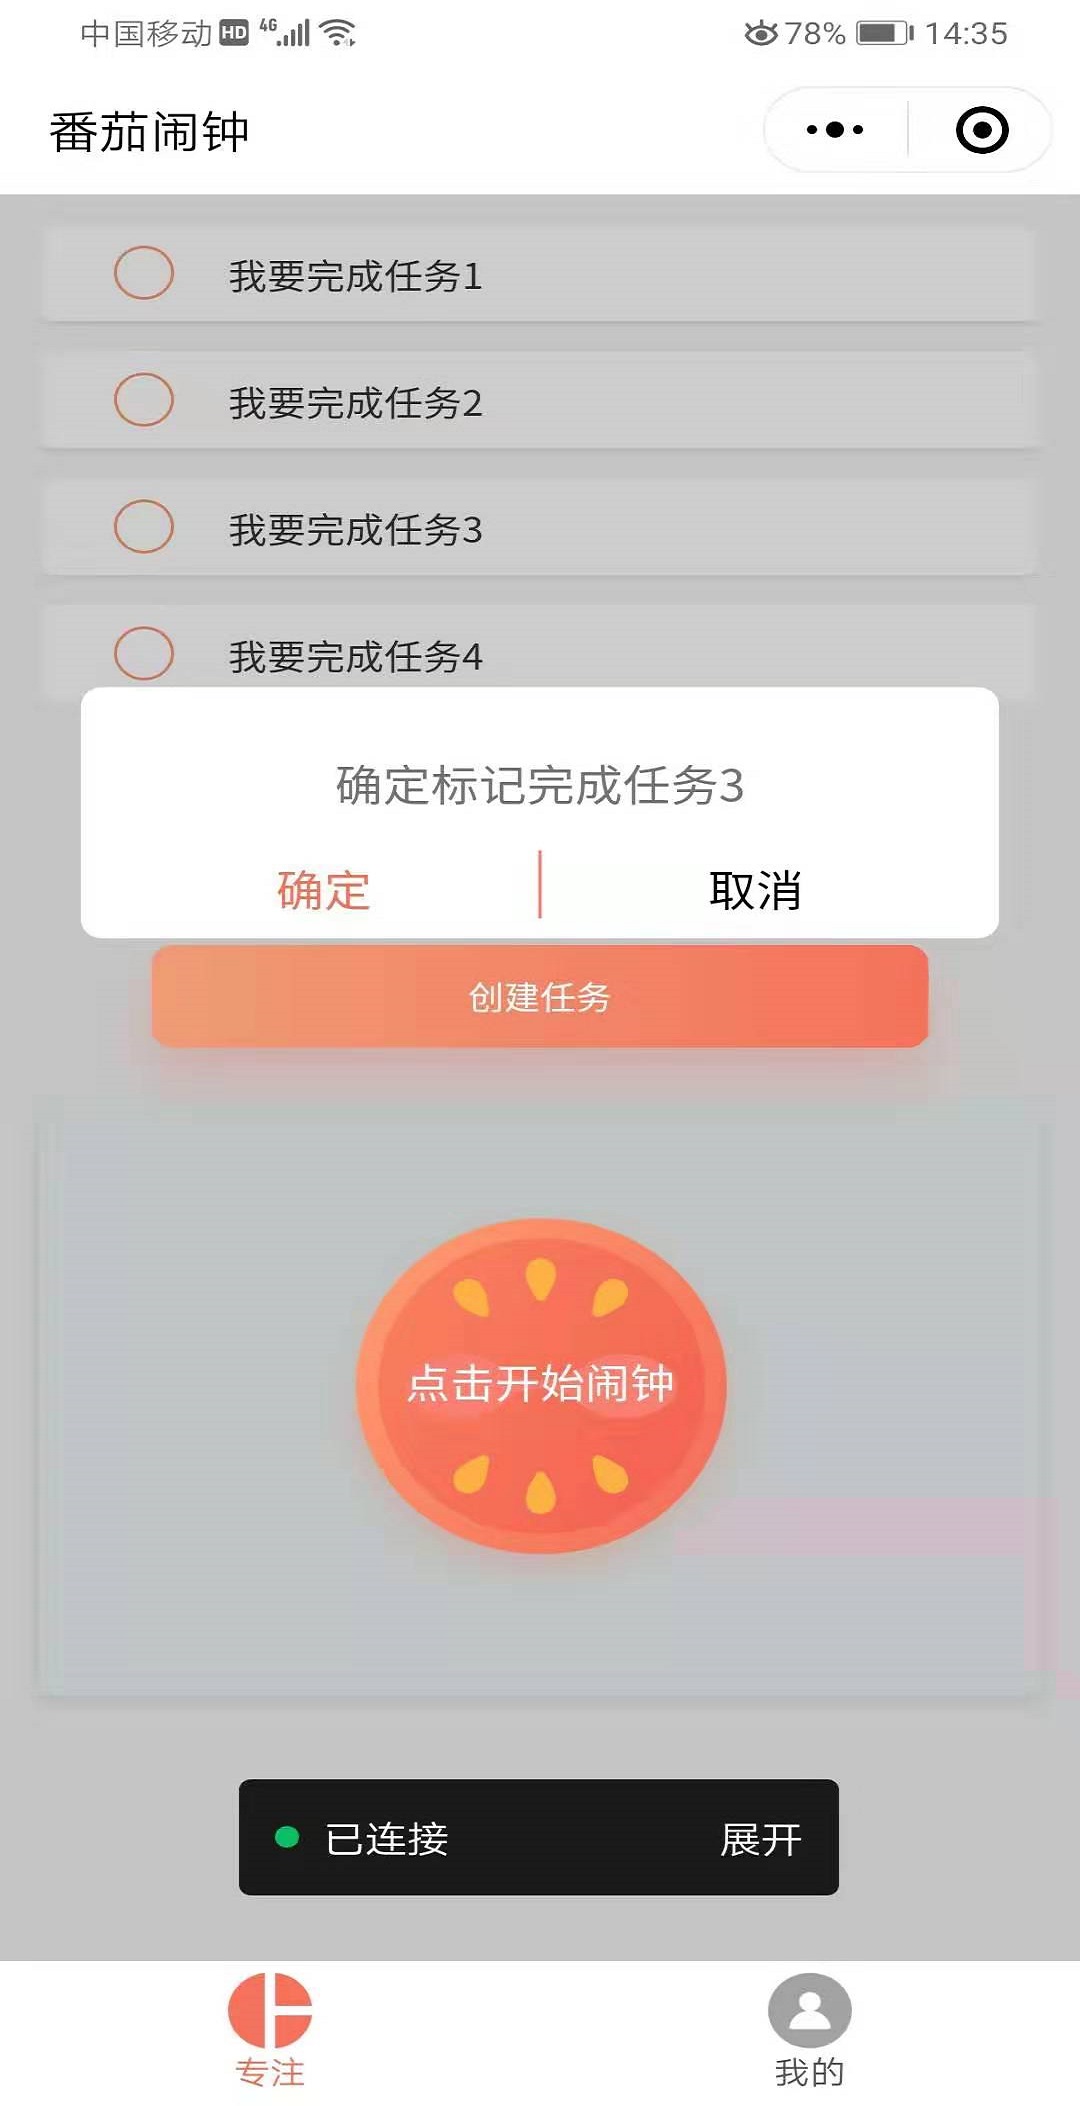 中国移动 HD 4G 78% 14:35
番茄闹钟
我要完成任务1
我要完成任务2
我要完成任务3
我要完成任务4
确定标记完成任务3
确定 取消
创建任务
点击开始闹钟
已连接 展开
专注 我的